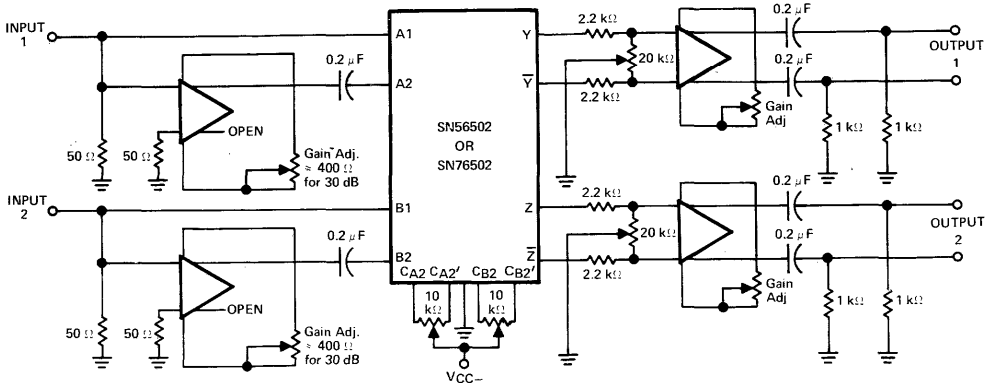 INPUT
1
A1
0.2 μF
A2
50 Ω
50 Ω
OPEN
Gain Adj.
≈ 400 Ω
for 30 dB
INPUT
2
B1
0.2 μF
B2
50 Ω
50 Ω
OPEN
Gain Adj.
≈ 400 Ω
for 30 dB
SN56502
OR
SN76502
CA2 CA2' CB2 CB2'
10
kΩ
10
kΩ
VCC−
Y
2.2 kΩ
20 kΩ
Y̅
2.2 kΩ
0.2 μF
0.2 μF
Gain
Adj
1 kΩ
1 kΩ
OUTPUT
1
Z
2.2 kΩ
20 kΩ
Z̅
2.2 kΩ
0.2 μF
0.2 μF
Gain
Adj
1 kΩ
1 kΩ
OUTPUT
2